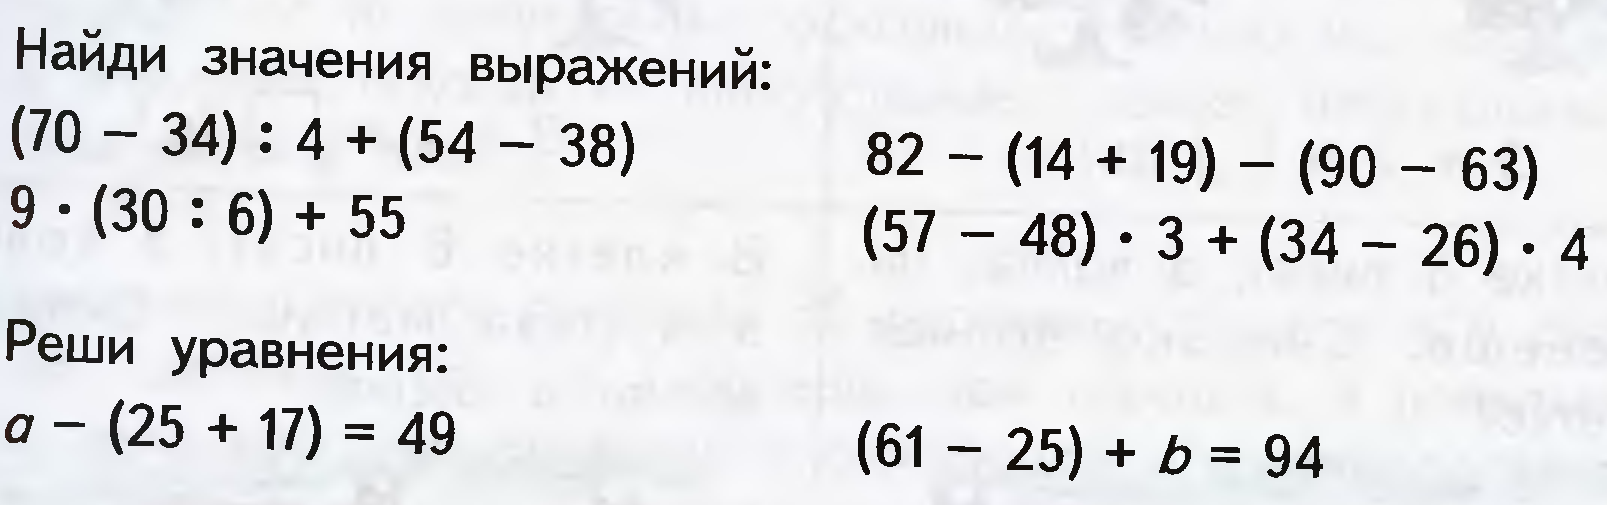 Найди значения выражений:
(70 − 34) : 4 + (54 − 38)
82 − (14 + 19) − (90 − 63)
9 · (30 : 6) + 55
(57 − 48) · 3 + (34 − 26) · 4
Реши уравнения:
a − (25 + 17) = 49
(61 − 25) + b = 94